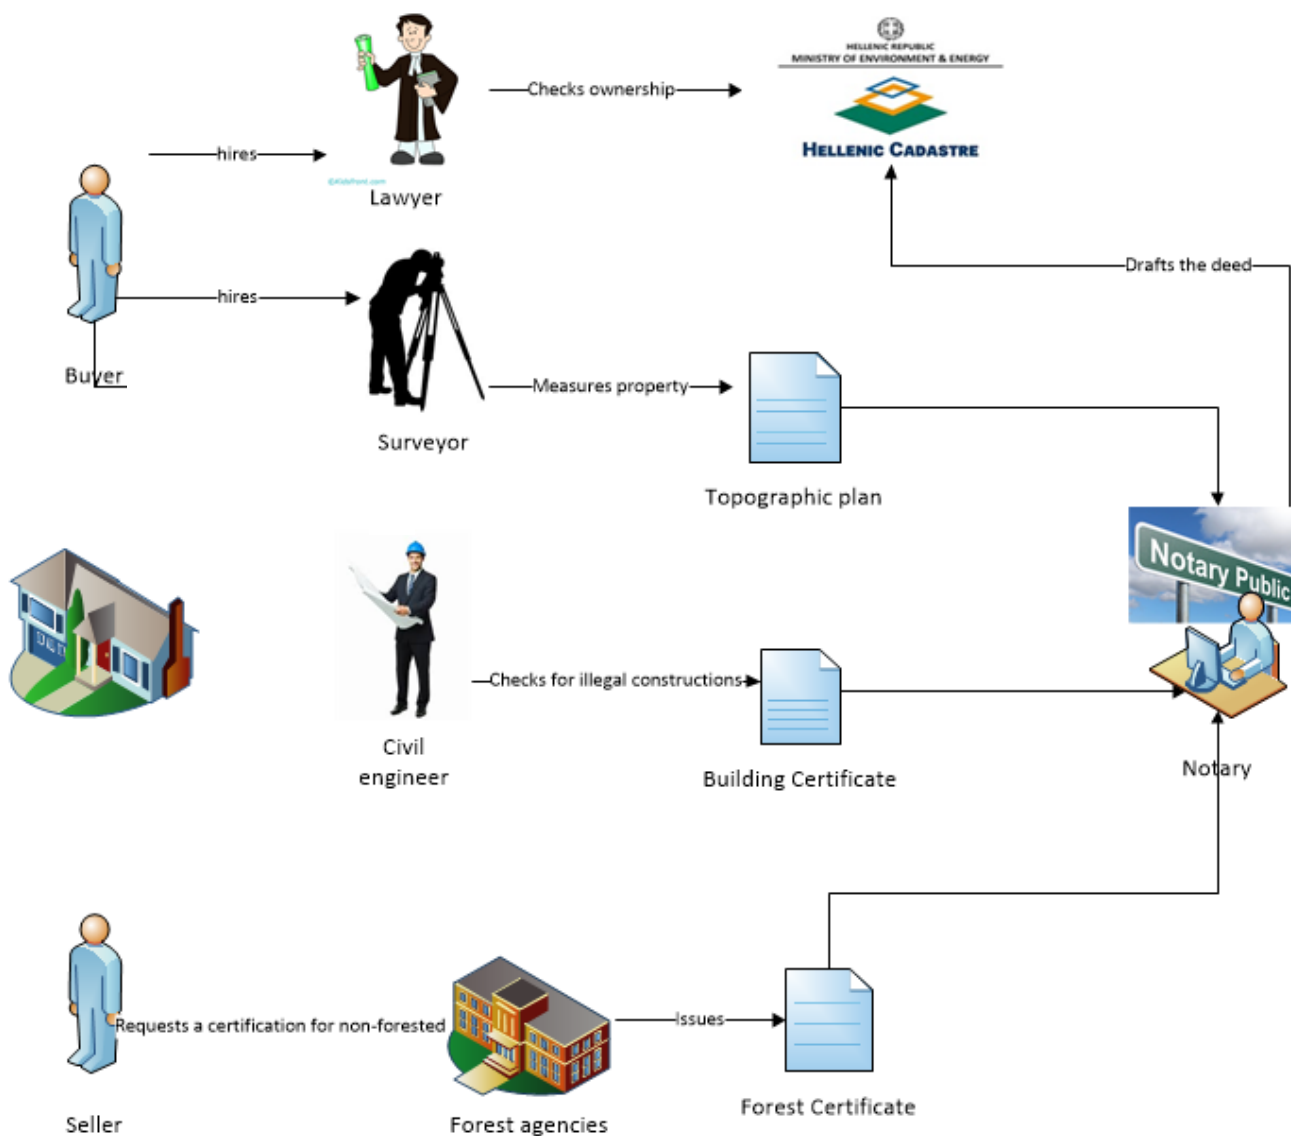 HELLENIC REPUBLIC
MINISTRY OF ENVIRONMENT & ENERGY
HELLENIC CADASTRE
Checks ownership
hires
©KidsFront.com
Lawyer
Drafts the deed
hires
Buyer
Measures property
Surveyor
Topographic plan
Notary Public
Checks for illegal constructions
Civil
engineer
Building Certificate
Notary
Requests a certification for non-forested
Issues
Seller
Forest agencies
Forest Certificate